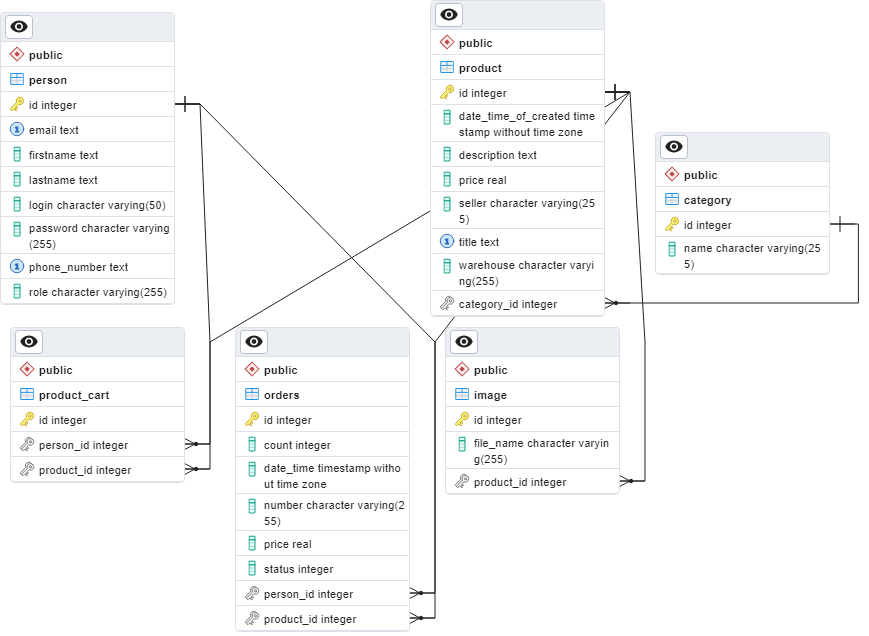 public
person
id integer
email text
firstname text
lastname text
login character varying(50)
password character varying
(255)
phone_number text
role character varying(255)
public
product
id integer
date_time_of_created time
stamp without time zone
description text
price real
seller character varying(25
5)
title text
warehouse character varyi
ng(255)
category_id integer
public
category
id integer
name character varying(25
5)
public
product_cart
id integer
person_id integer
product_id integer
public
orders
id integer
count integer
date_time timestamp witho
ut time zone
number character varying(2
55)
price real
status integer
person_id integer
product_id integer
public
image
id integer
file_name character varyin
g(255)
product_id integer